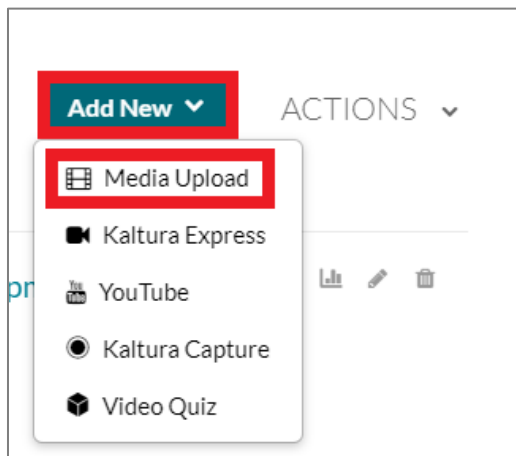 Add New
ACTIONS
Media Upload
Kaltura Express
YouTube
Kaltura Capture
Video Quiz